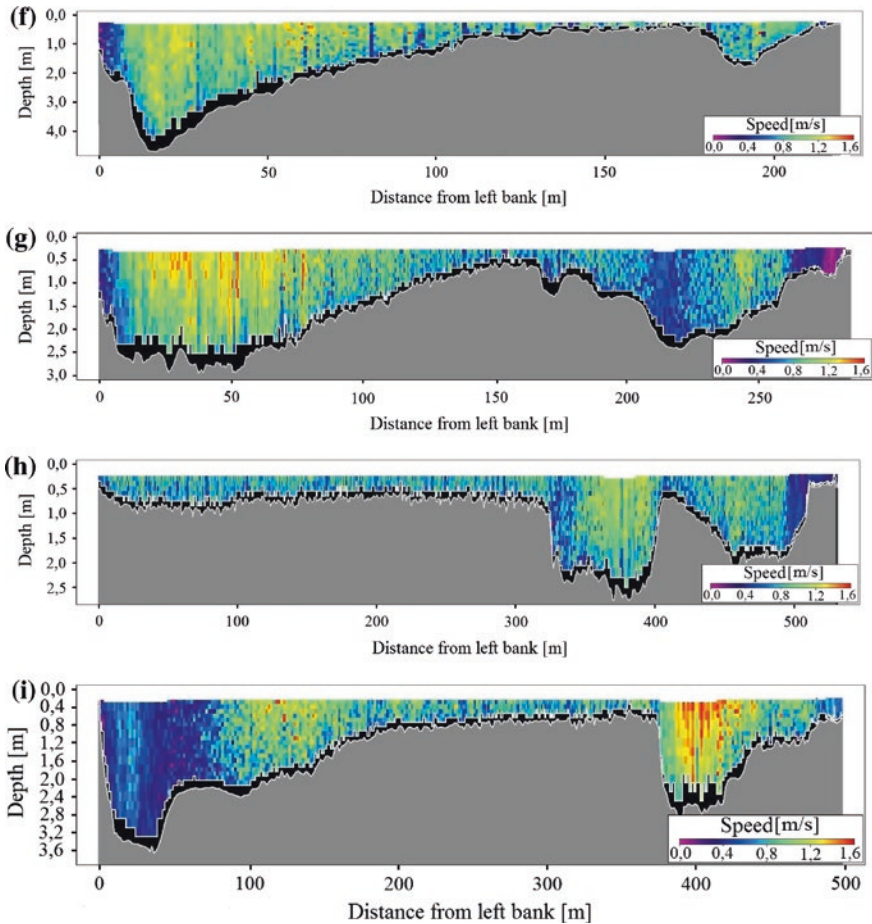 (f)
0,0
1,0
2,0
3,0
4,0
Depth [m]
Speed[m/s]
0,0 0,4 0,8 1,2 1,6
0 50 100 150 200
Distance from left bank [m]
(g)
0,0
0,5
1,0
1,5
2,0
2,5
3,0
Depth [m]
Speed[m/s]
0,0 0,4 0,8 1,2 1,6
0 50 100 150 200 250
Distance from left bank [m]
(h)
0,0
0,5
1,0
1,5
2,0
2,5
Depth [m]
Speed[m/s]
0,0 0,4 0,8 1,2 1,6
0 100 200 300 400 500
Distance from left bank [m]
(i)
0,0
0,4
0,8
1,2
1,6
2,0
2,4
2,8
3,2
3,6
Depth [m]
Speed[m/s]
0,0 0,4 0,8 1,2 1,6
0 100 200 300 400 500
Distance from left bank [m]